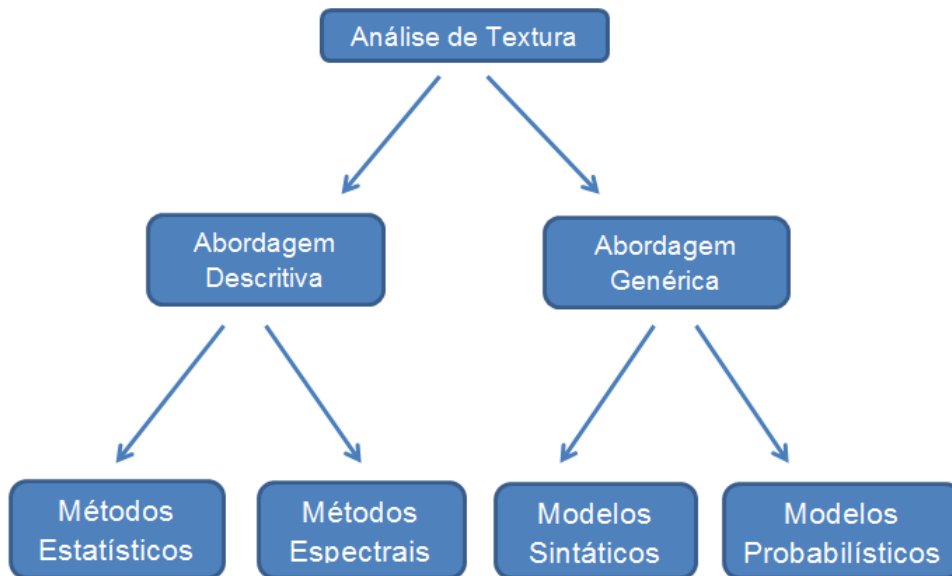 Análise de Textura
Abordagem
Descritiva
Abordagem
Genérica
Métodos
Estatísticos
Métodos
Espectrais
Modelos
Sintáticos
Modelos
Probabilísticos